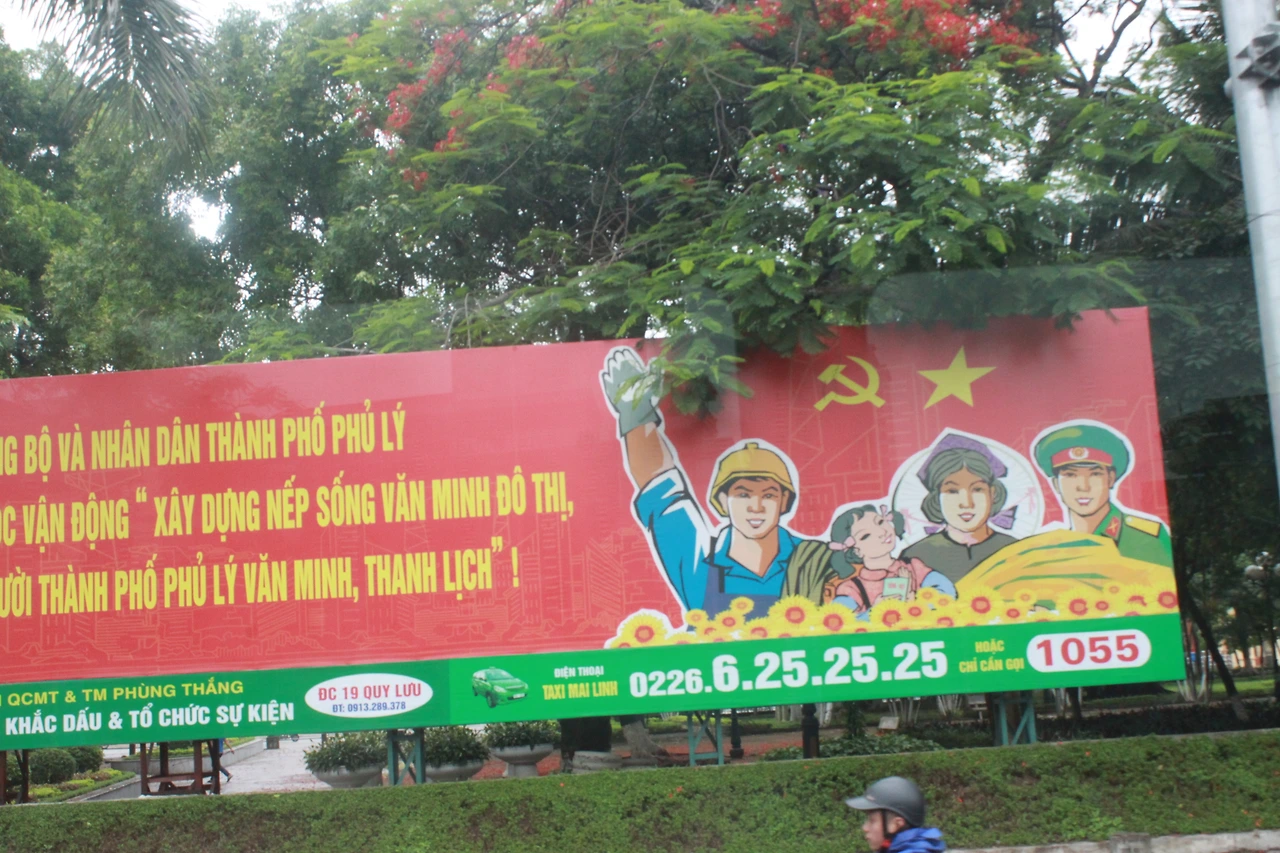 BỘ VÀ NHÂN DÂN THÀNH PHỐ PHỦ LÝ
VẬN ĐỘNG " XÂY DỰNG NẾP SỐNG VĂN MINH ĐÔ THỊ,
THÀNH PHỐ PHỦ LÝ VĂN MINH, THANH LỊCH" !
QCMT & TM PHÙNG THẮNG
KHẮC DẤU & TỔ CHỨC SỰ KIỆN
ĐC 19 QUY LƯU
ĐT: 0913.289.378
ĐIỆN THOẠI
TAXI MAI LINH
0226.6.25.25.25
HOẶC
CHỈ CẦN GỌI
1055